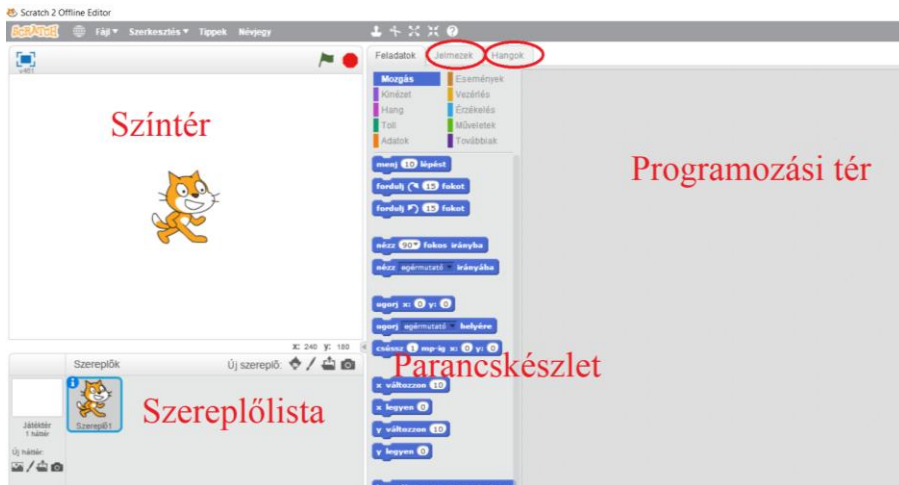 Scratch 2 Offline Editor
SCRATCH Fájl Szerkesztés Tippek Névjegy
v461
Színtér
x: 240 y: 180
Szereplők Új szereplő:
Játéktér
1 háttér
Új háttér:
Szereplő1
Szereplőlista
Feladatok Jelmezek Hangok
Mozgás Események
Kinézet Vezérlés
Hang Érzékelés
Toll Műveletek
Adatok Továbbiak
menj 10 lépést
fordulj 15 fokot
fordulj 15 fokot
nézz 90 fokos irányba
nézz egérmutató irányába
ugorj x: 0 y: 0
ugorj egérmutató helyére
csússz 1 mp-ig x: 0 y: 0
Parancskészlet
x változzon 10
x legyen 0
y változzon 10
y legyen 0
Programozási tér